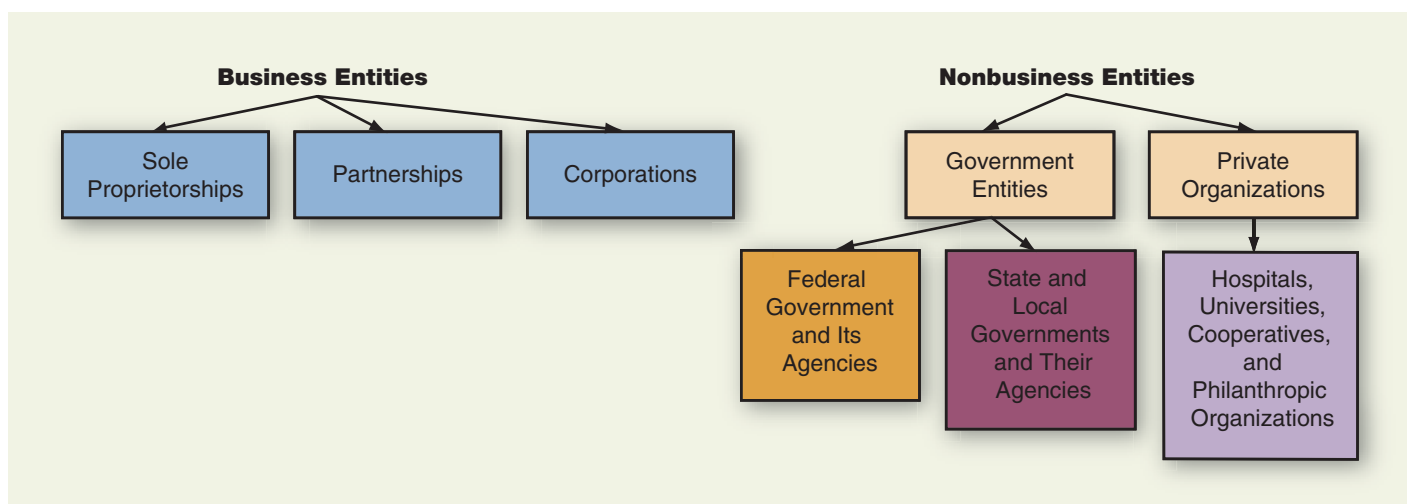 Business Entities
Sole
Proprietorships
Partnerships
Corporations
Nonbusiness Entities
Government
Entities
Private
Organizations
Federal
Government
and Its
Agencies
State and
Local
Governments
and Their
Agencies
Hospitals,
Universities,
Cooperatives,
and
Philanthropic
Organizations